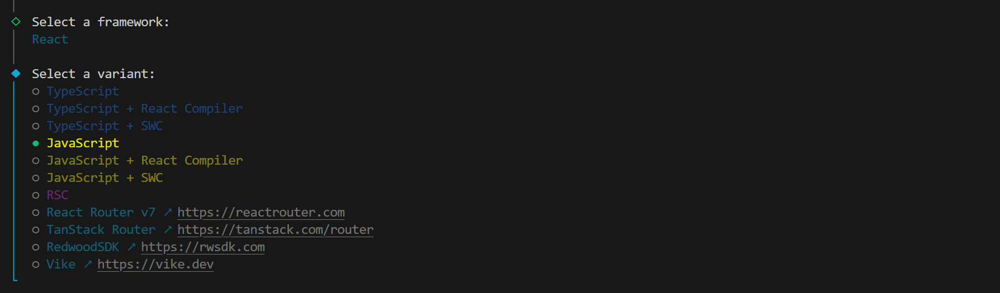 Select a framework:
React
Select a variant:
TypeScript
TypeScript + React Compiler
TypeScript + SWC
JavaScript
JavaScript + React Compiler
JavaScript + SWC
RSC
React Router v7 ↗ https://reactrouter.com
TanStack Router ↗ https://tanstack.com/router
RedwoodSDK ↗ https://rwsdk.com
Vike ↗ https://vike.dev